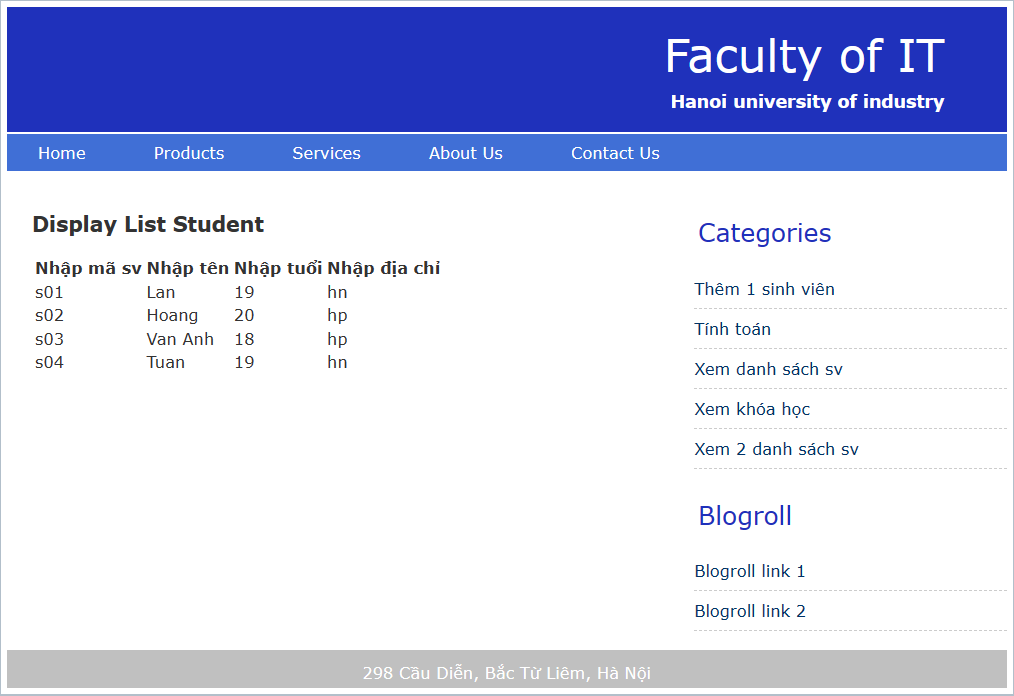 Faculty of IT
Hanoi university of industry
Home Products Services About Us Contact Us
Display List Student
Nhập mã sv Nhập tên Nhập tuổi Nhập địa chỉ
s01 Lan 19 hn
s02 Hoang 20 hp
s03 Van Anh 18 hp
s04 Tuan 19 hn
Categories
Thêm 1 sinh viên
Tính toán
Xem danh sách sv
Xem khóa học
Xem 2 danh sách sv
Blogroll
Blogroll link 1
Blogroll link 2
298 Cầu Diễn, Bắc Từ Liêm, Hà Nội